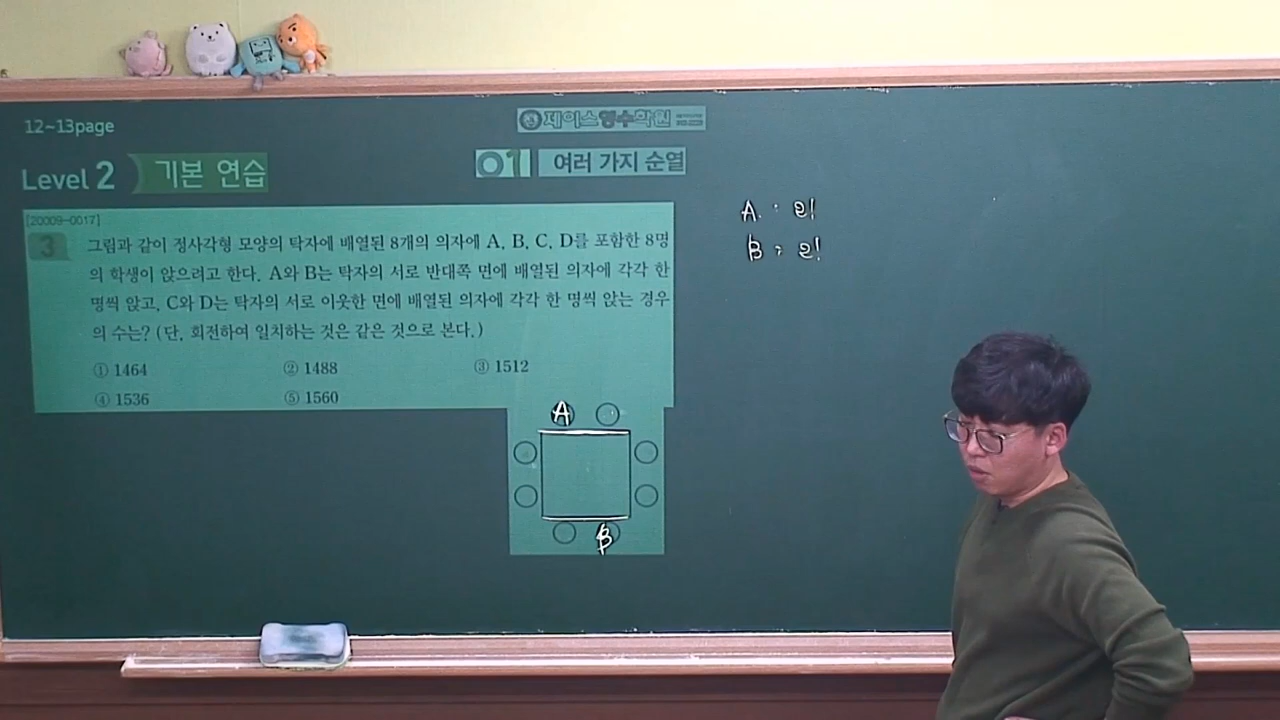 12~13page
제이스영수학원
Level 2 기본 연습
01 여러 가지 순열
[20009-0017]
3 그림과 같이 정사각형 모양의 탁자에 배열된 8개의 의자에 A, B, C, D를 포함한 8명
의 학생이 앉으려고 한다. A와 B는 탁자의 서로 반대쪽 면에 배열된 의자에 각각 한
명씩 앉고, C와 D는 탁자의 서로 이웃한 면에 배열된 의자에 각각 한 명씩 앉는 경우
의 수는? (단, 회전하여 일치하는 것은 같은 것으로 본다.)
① 1464 ② 1488 ③ 1512
④ 1536 ⑤ 1560
A : 2!
B : 2!
A
B